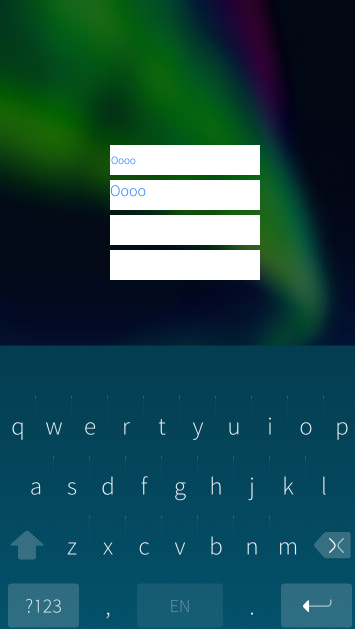 Oooo
Oooo
q w e r t y u i o p
a s d f g h j k l
z x c v b n m
?123 , EN .